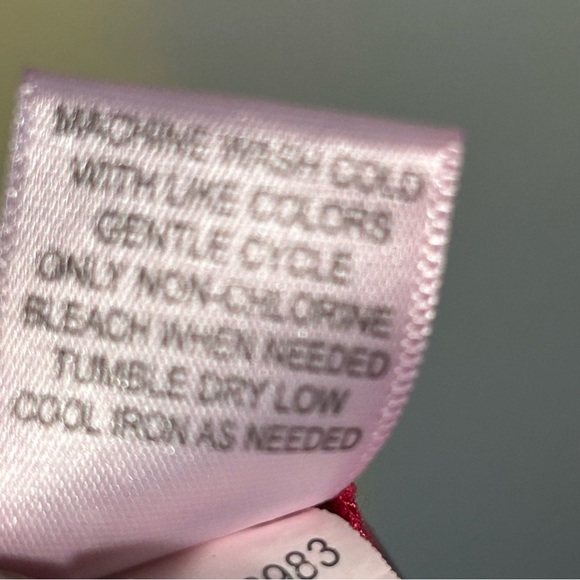 MACHINE WASH COLD
WITH LIKE COLORS
GENTLE CYCLE
ONLY NON-CHLORINE
BLEACH WHEN NEEDED
TUMBLE DRY LOW
COOL IRON AS NEEDED